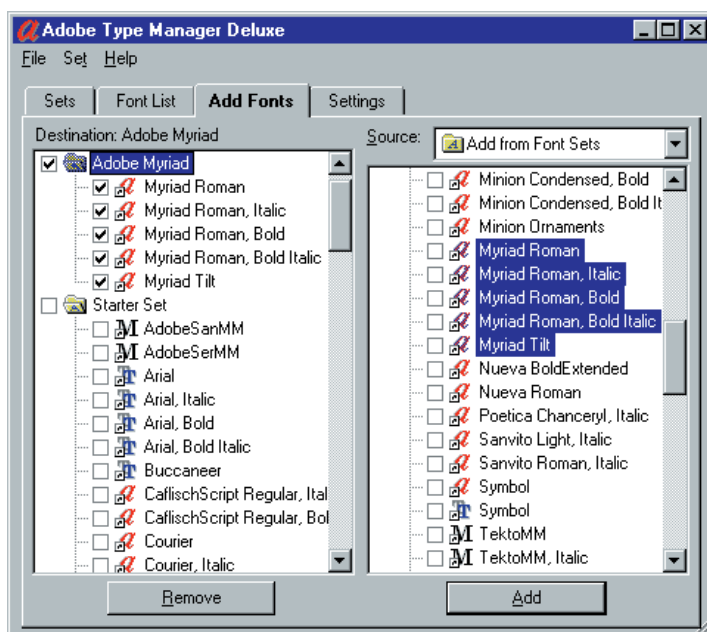 Adobe Type Manager Deluxe
File Set Help
Sets Font List Add Fonts Settings
Destination: Adobe Myriad
Adobe Myriad
Myriad Roman
Myriad Roman, Italic
Myriad Roman, Bold
Myriad Roman, Bold Italic
Myriad Tilt
Starter Set
AdobeSanMM
AdobeSerMM
Arial
Arial, Italic
Arial, Bold
Arial, Bold Italic
Buccaneer
CaflischScript Regular, Ital
CaflischScript Regular, Bol
Courier
Courier, Italic
Remove
Source: Add from Font Sets
Minion Condensed, Bold
Minion Condensed, Bold It
Minion Ornaments
Myriad Roman
Myriad Roman, Italic
Myriad Roman, Bold
Myriad Roman, Bold Italic
Myriad Tilt
Nueva BoldExtended
Nueva Roman
Poetica ChanceryI, Italic
Sanvito Light, Italic
Sanvito Roman, Italic
Symbol
Symbol
TektoMM
TektoMM, Italic
Add